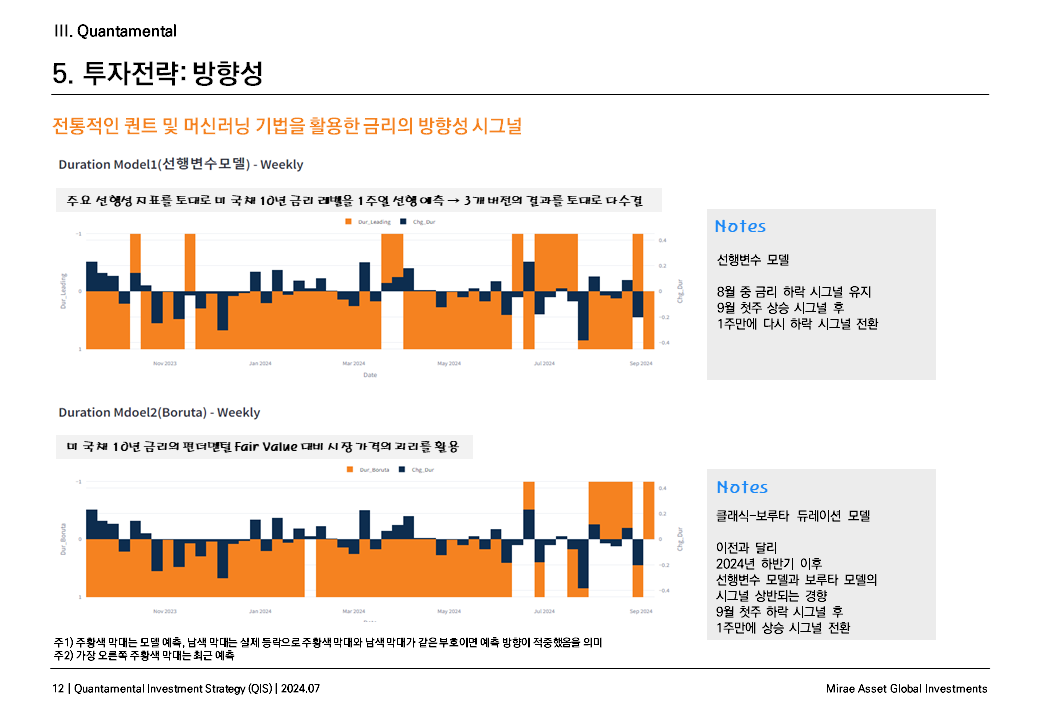 III. Quantamental
5. 투자전략: 방향성
전통적인 퀀트 및 머신러닝 기법을 활용한 금리의 방향성 시그널
Duration Model1(선행변수모델) - Weekly
주요 선행성 지표를 토대로 미 국채 10년 금리 레벨을 1주일 선행 예측 → 3개 버전의 결과를 토대로 다수결
Dur_Leading Chg_Dur
-1
0
1
Dur_Leading
0.4
0.2
0
-0.2
-0.4
Chg_Dur
Nov 2023 Jan 2024 Mar 2024 May 2024 Jul 2024 Sep 2024
Date
Notes
선행변수 모델
8월 중 금리 하락 시그널 유지
9월 첫주 상승 시그널 후
1주만에 다시 하락 시그널 전환
Duration Mdoel2(Boruta) - Weekly
미 국채 10년 금리의 펀더멘털 Fair Value 대비 시장가격의 괴리를 활용
Dur_Boruta Chg_Dur
-1
0
1
Dur_Boruta
0.4
0.2
0
-0.2
-0.4
Chg_Dur
Nov 2023 Jan 2024 Mar 2024 May 2024 Jul 2024 Sep 2024
Notes
클래식-보루타 듀레이션 모델
이전과 달리
2024년 하반기 이후
선행변수 모델과 보루타 모델의
시그널 상반되는 경향
9월 첫주 하락 시그널 후
1주만에 상승 시그널 전환
주1) 주황색 막대는 모델 예측, 남색 막대는 실제 등락으로 주황색 막대와 남색 막대가 같은 부호이면 예측 방향이 적중했음을 의미
주2) 가장 오른쪽 주황색 막대는 최근 예측
12 | Quantamental Investment Strategy (QIS) | 2024.07
Mirae Asset Global Investments